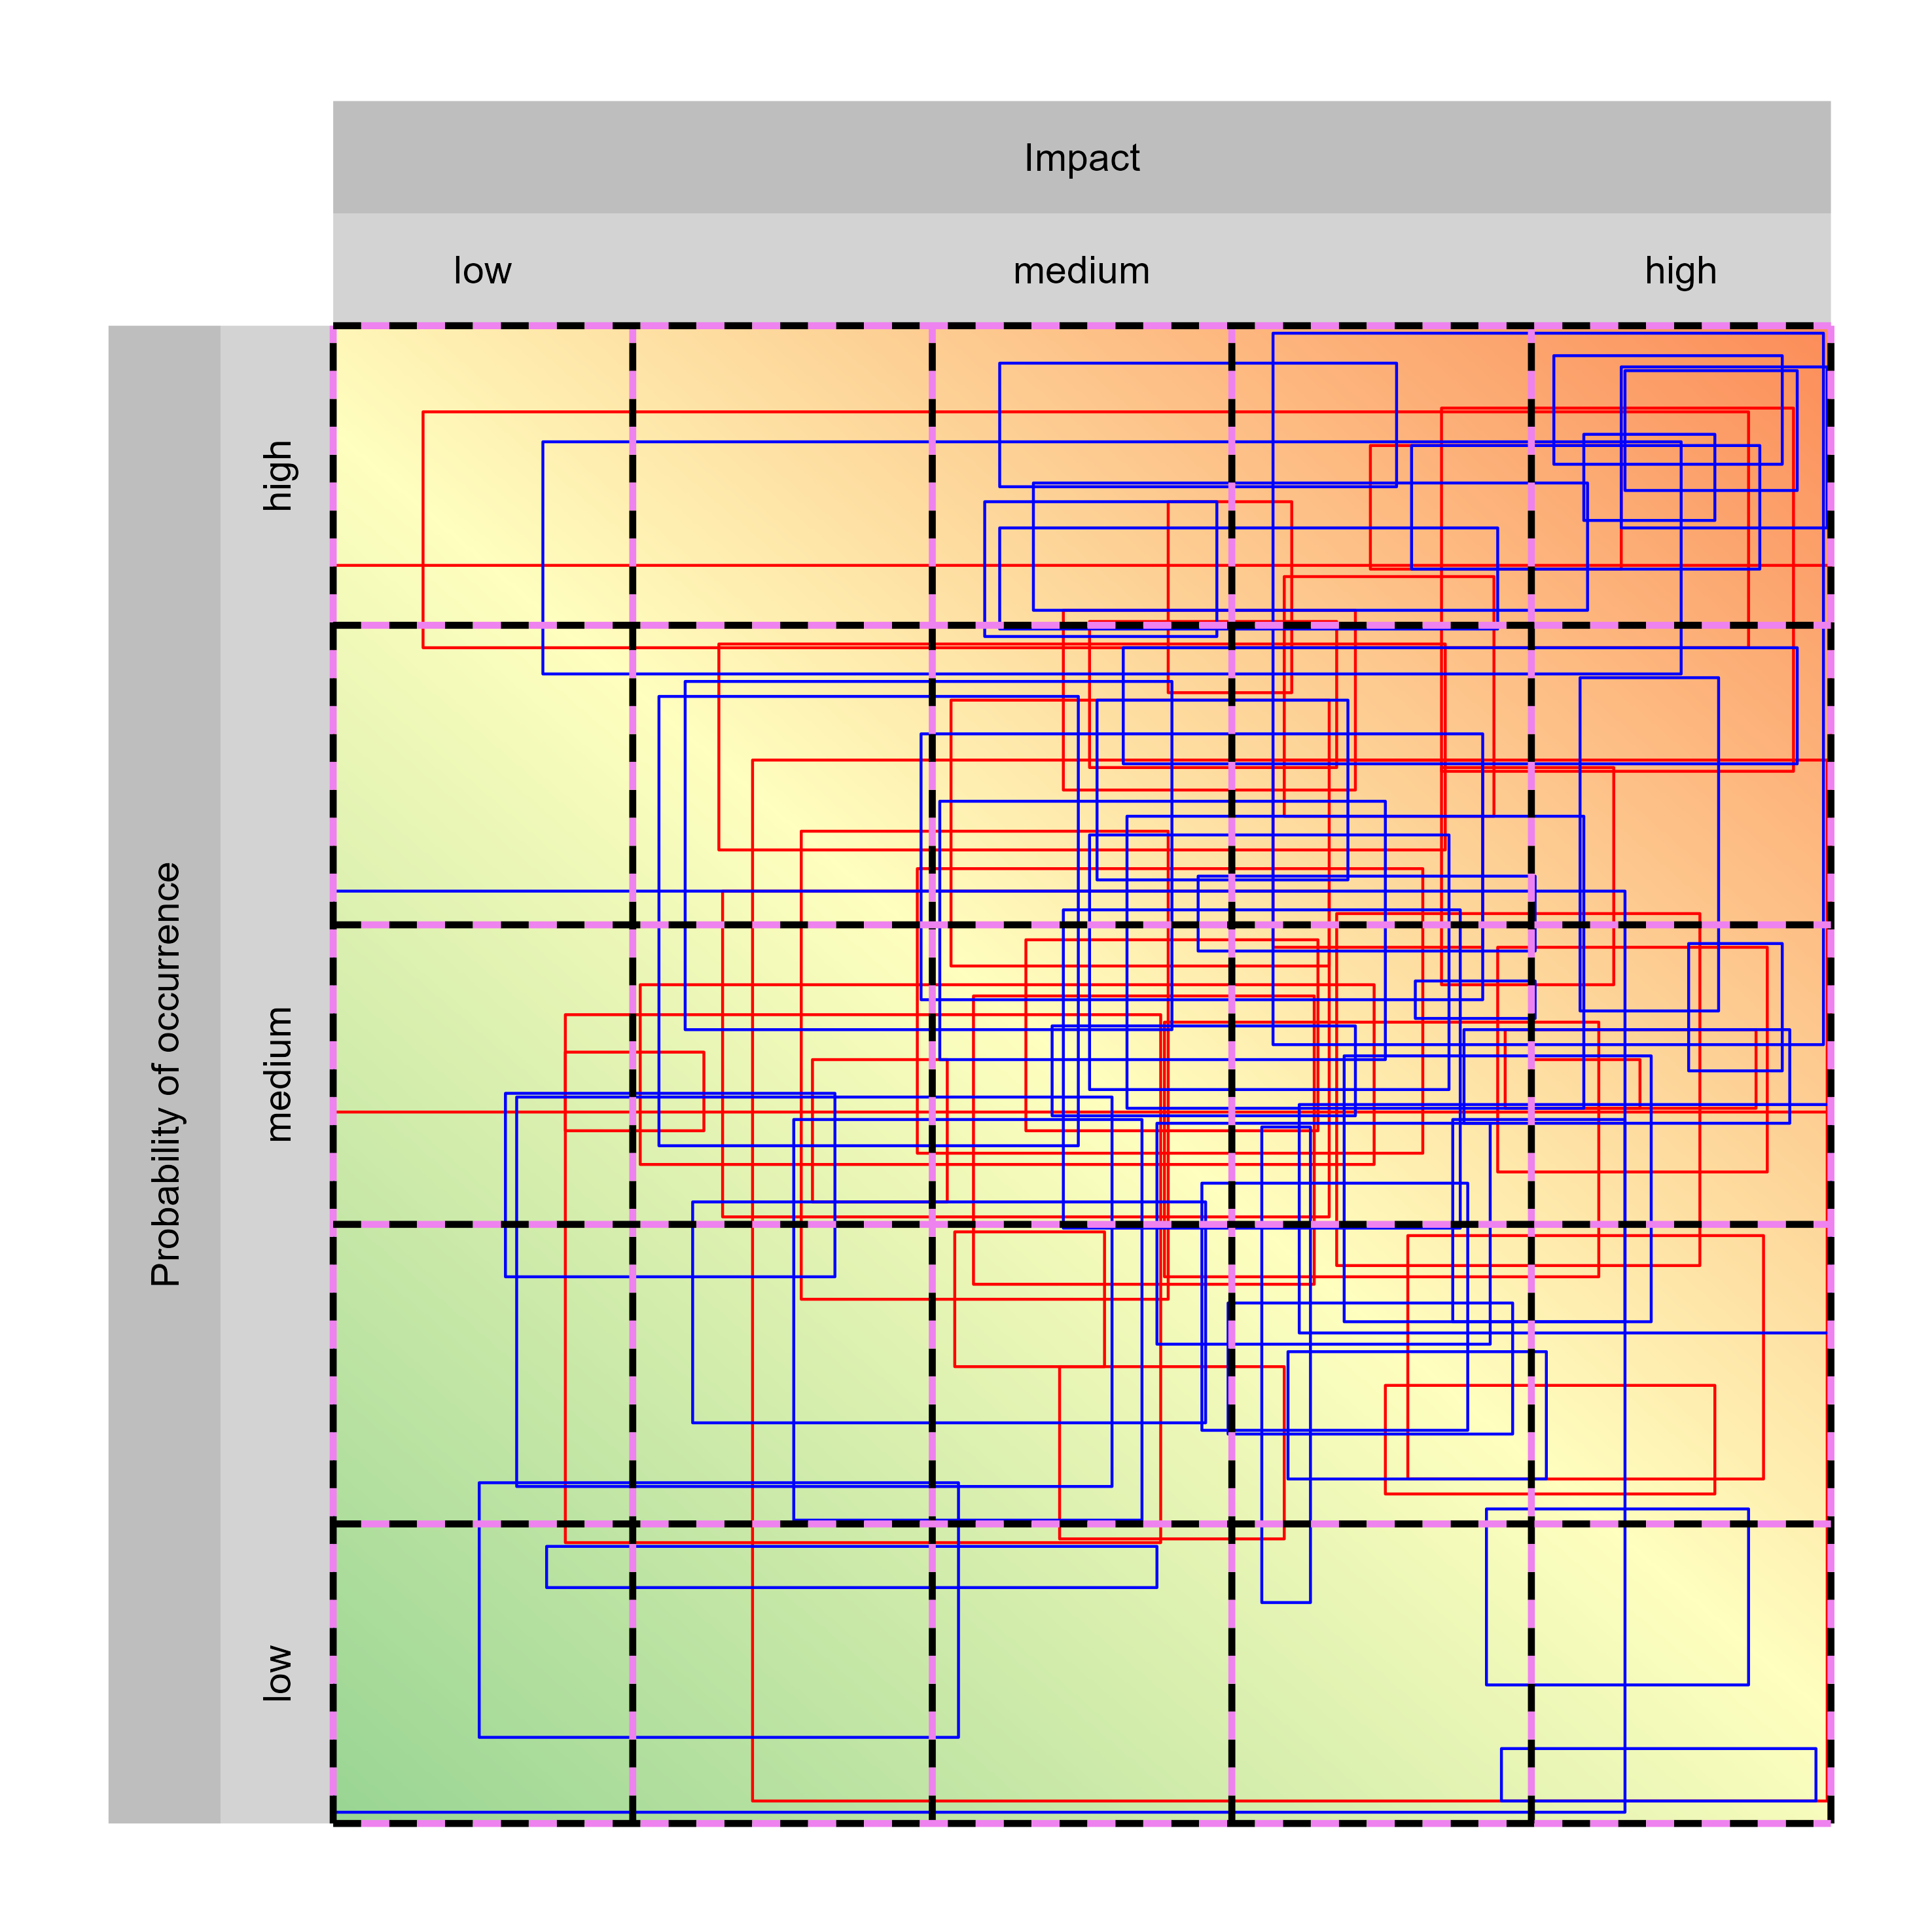 Impact
low
medium
high
Probability of occurrence
high
medium
low